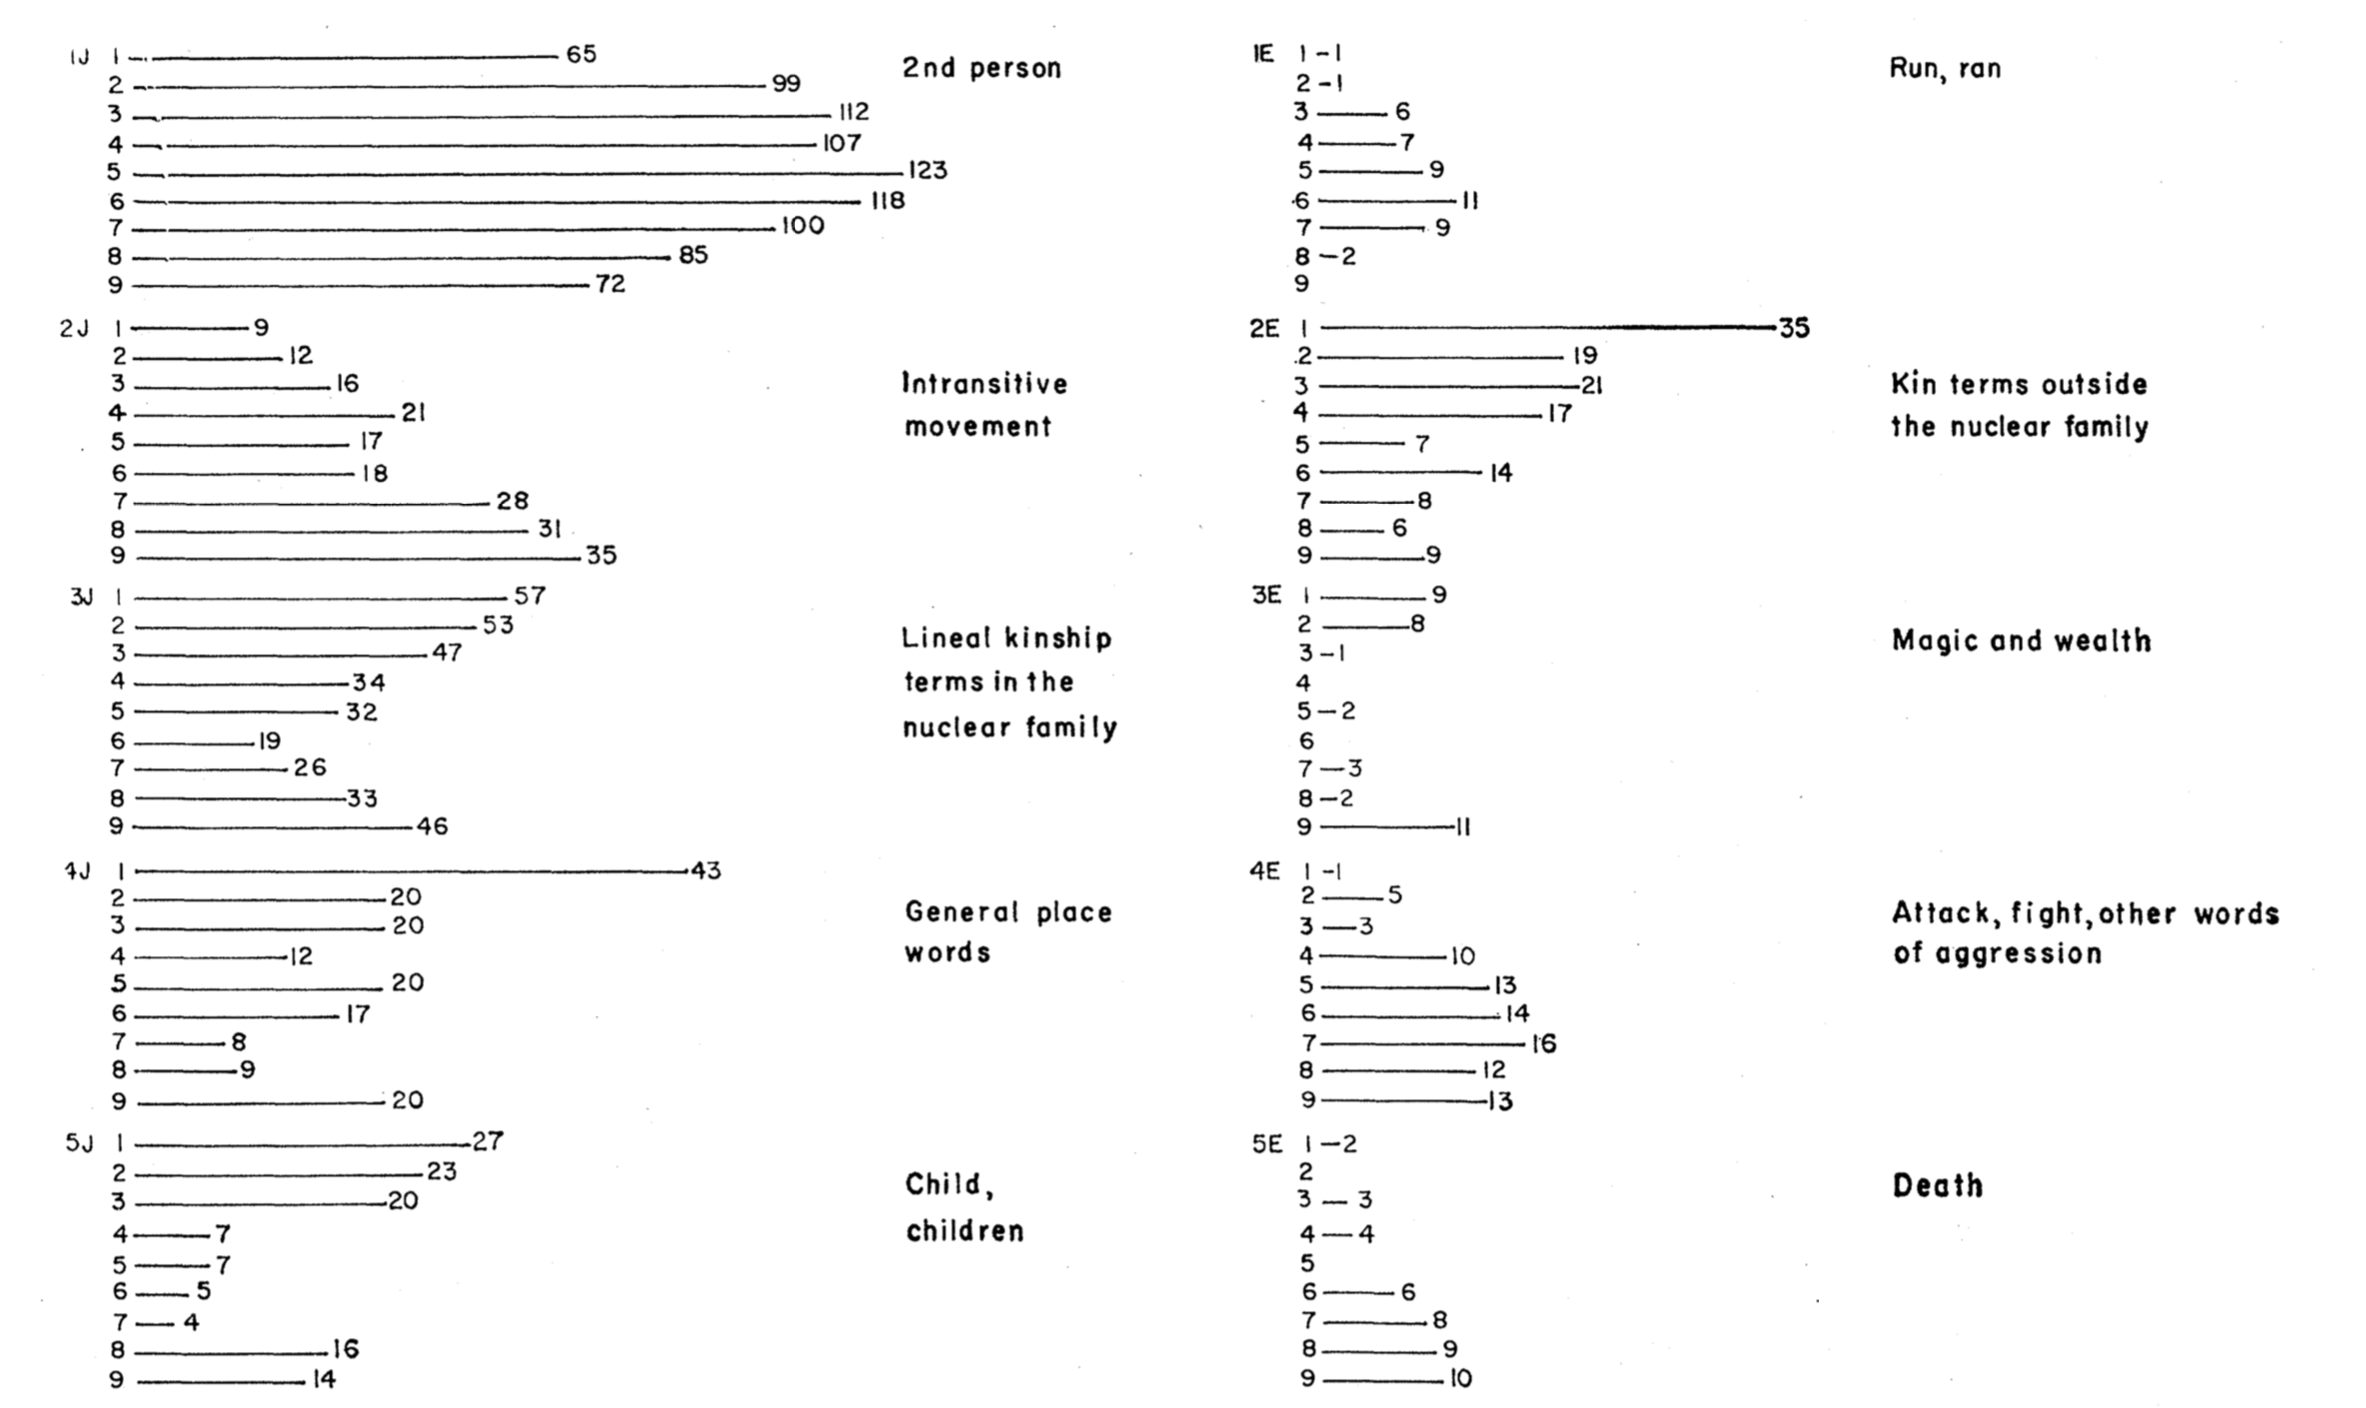 1J 1 65
2 99
3 112
4 107
5 123
6 118
7 100
8 85
9 72
2nd person
2J 1 9
2 12
3 16
4 21
5 17
6 18
7 28
8 31
9 35
Intransitive
movement
3J 1 57
2 53
3 47
4 34
5 32
6 19
7 26
8 33
9 46
Lineal kinship
terms in the
nuclear family
4J 1 43
2 20
3 20
4 12
5 20
6 17
7 8
8 9
9 20
General place
words
5J 1 27
2 23
3 20
4 7
5 7
6 5
7 4
8 16
9 14
Child,
children
1E 1 1
2 1
3 6
4 7
5 9
6 11
7 9
8 2
9
Run, ran
2E 1 35
2 19
3 21
4 17
5 7
6 14
7 8
8 6
9 9
Kin terms outside
the nuclear family
3E 1 9
2 8
3 1
4
5 2
6
7 3
8 2
9 11
Magic and wealth
4E 1 1
2 5
3 3
4 10
5 13
6 14
7 16
8 12
9 13
Attack, fight, other words
of aggression
5E 1 2
2
3 3
4 4
5
6 6
7 8
8 9
9 10
Death